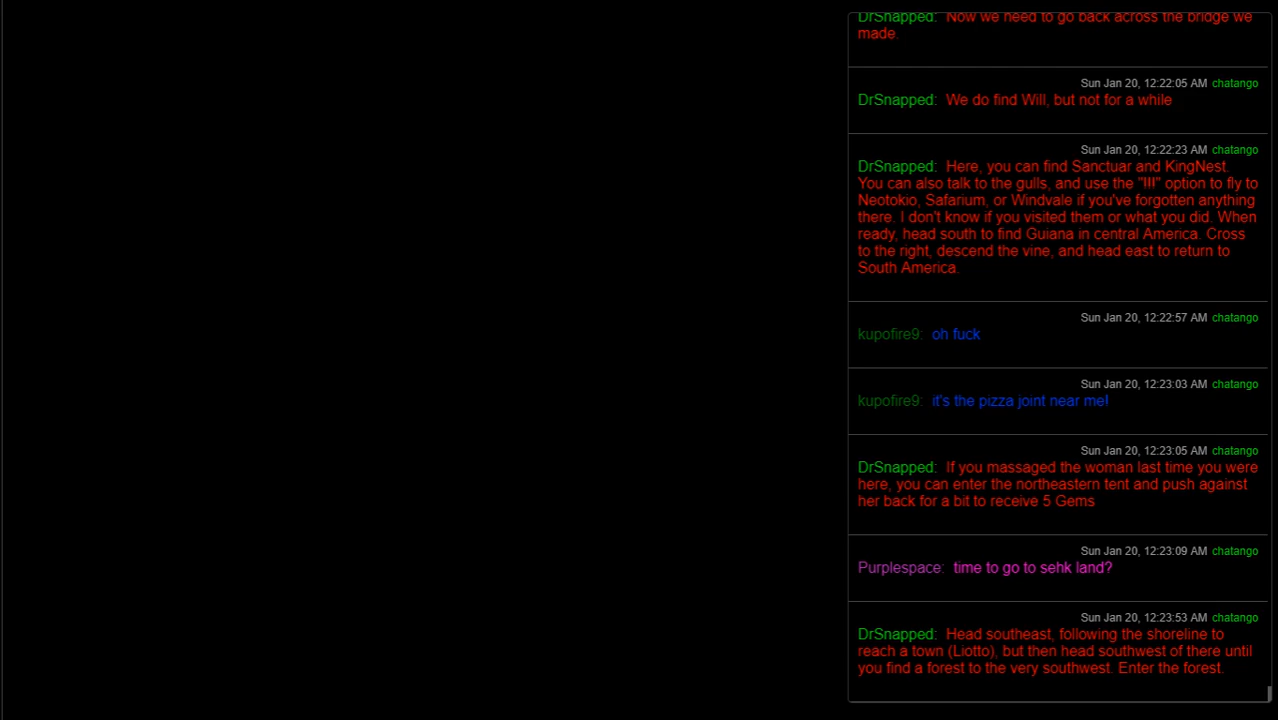 DrSnapped: Now we need to go back across the bridge we
made.
Sun Jan 20, 12:22:05 AM chatango
DrSnapped: We do find Will, but not for a while
Sun Jan 20, 12:22:23 AM chatango
DrSnapped: Here, you can find Sanctuar and KingNest.
You can also talk to the gulls, and use the "!!!" option to fly to
Neotokio, Safarium, or Windvale if you've forgotten anything
there. I don't know if you visited them or what you did. When
ready, head south to find Guiana in central America. Cross
to the right, descend the vine, and head east to return to
South America.
Sun Jan 20, 12:22:57 AM chatango
kupofire9: oh fuck
Sun Jan 20, 12:23:03 AM chatango
kupofire9: it's the pizza joint near me!
Sun Jan 20, 12:23:05 AM chatango
DrSnapped: If you massaged the woman last time you were
here, you can enter the northeastern tent and push against
her back for a bit to receive 5 Gems
Sun Jan 20, 12:23:09 AM chatango
Purplespace: time to go to sehk land?
Sun Jan 20, 12:23:53 AM chatango
DrSnapped: Head southeast, following the shoreline to
reach a town (Liotto), but then head southwest of there until
you find a forest to the very southwest. Enter the forest.